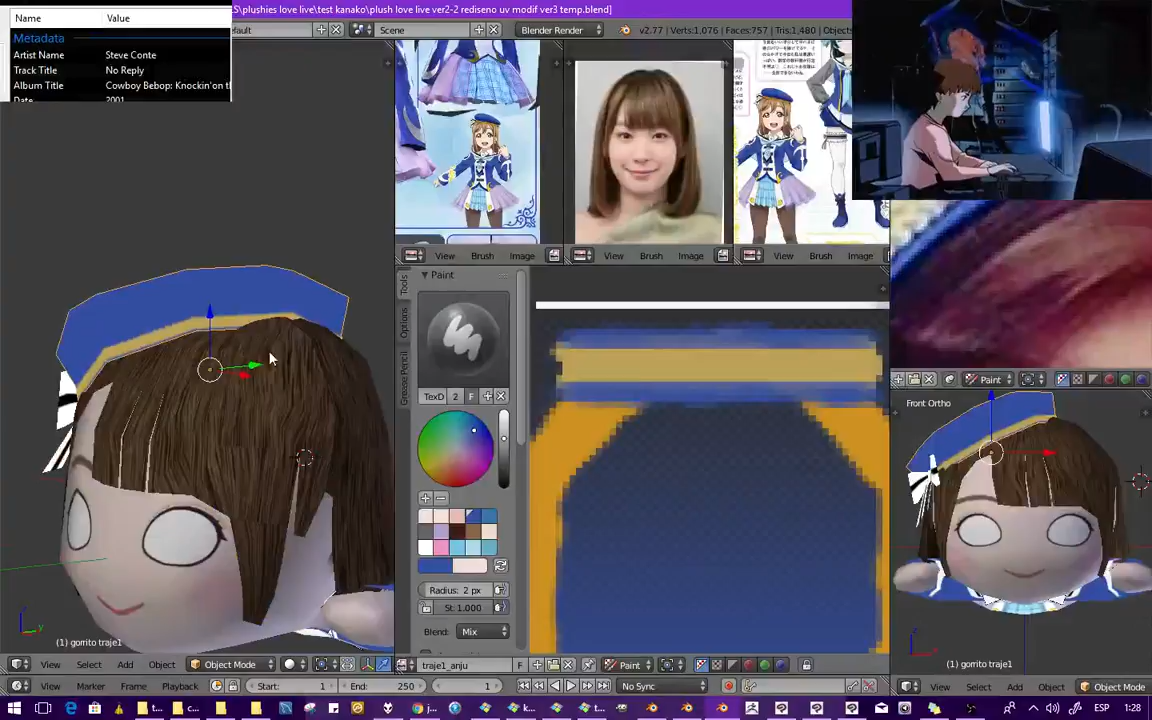 S\plushies love live\test kanako\plush love live ver2-2 rediseno uv modif ver3 temp.blend]
Name Value
Metadata
Artist Name Steve Conte
Track Title No Reply
Album Title Cowboy Bebop: Knockin'on t
Date 2001
efault Scene Blender Render v2.77 | Verts:1.076 | Faces:757 | Tris:1.480 | Objects
View Brush Image View Brush Image View Brush Image
Tools
Options
Grease Pencil
Paint
TexD 2 F
Radius: 2 px
St: 1.000
Blend: Mix
Paint
Front Ortho
(1) gorrito traje1
(1) gorrito traje1
View Select Add Object Object Mode
traje1_anju F Paint
View Select Add Object Object Mode
View Marker Frame Playback Start: 1 End: 250 1 No Sync
t... c... j... k... t... ESP 1:28